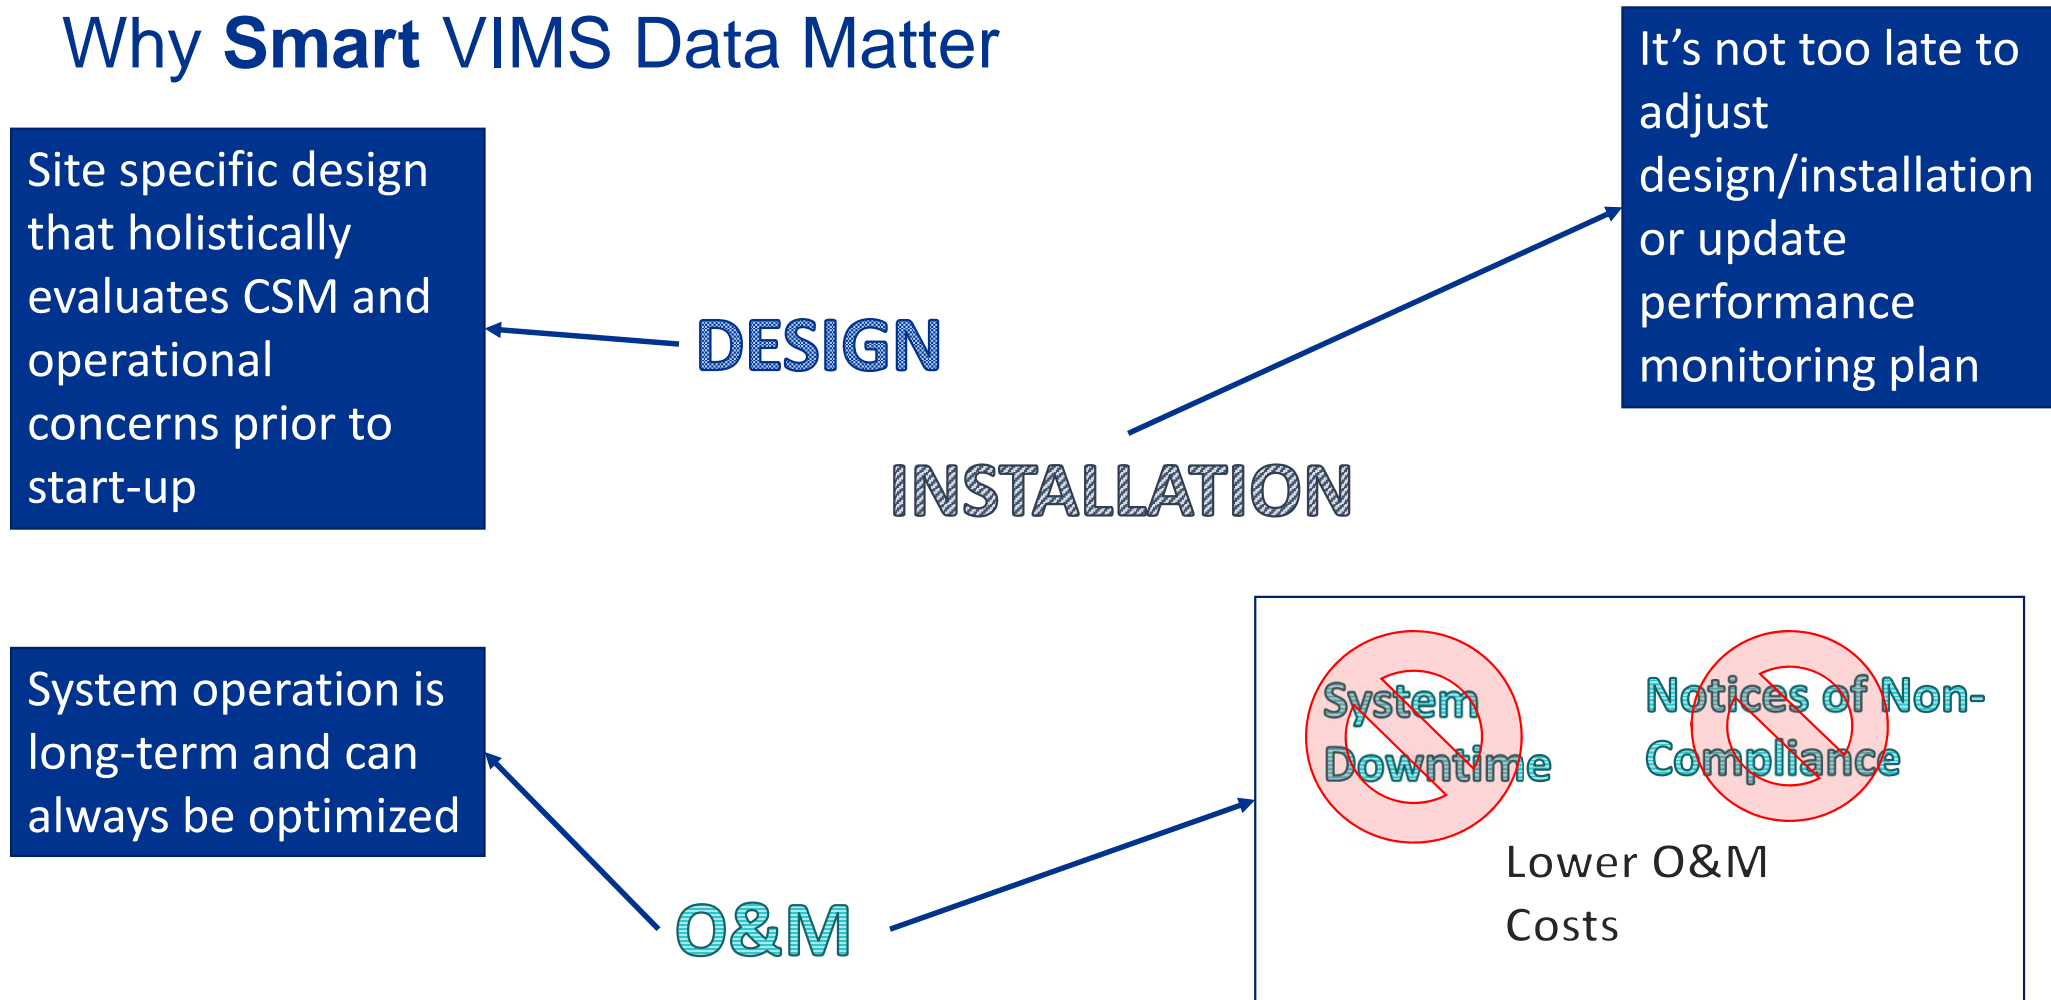 Why Smart VIMS Data Matter
It’s not too late to
adjust
design/installation
or update
performance
monitoring plan
Site specific design
that holistically
evaluates CSM and
operational
concerns prior to
start-up
DESIGN
INSTALLATION
System operation is
long-term and can
always be optimized
O&M
System
Downtime
Notices of Non-
Compliance
Lower O&M
Costs